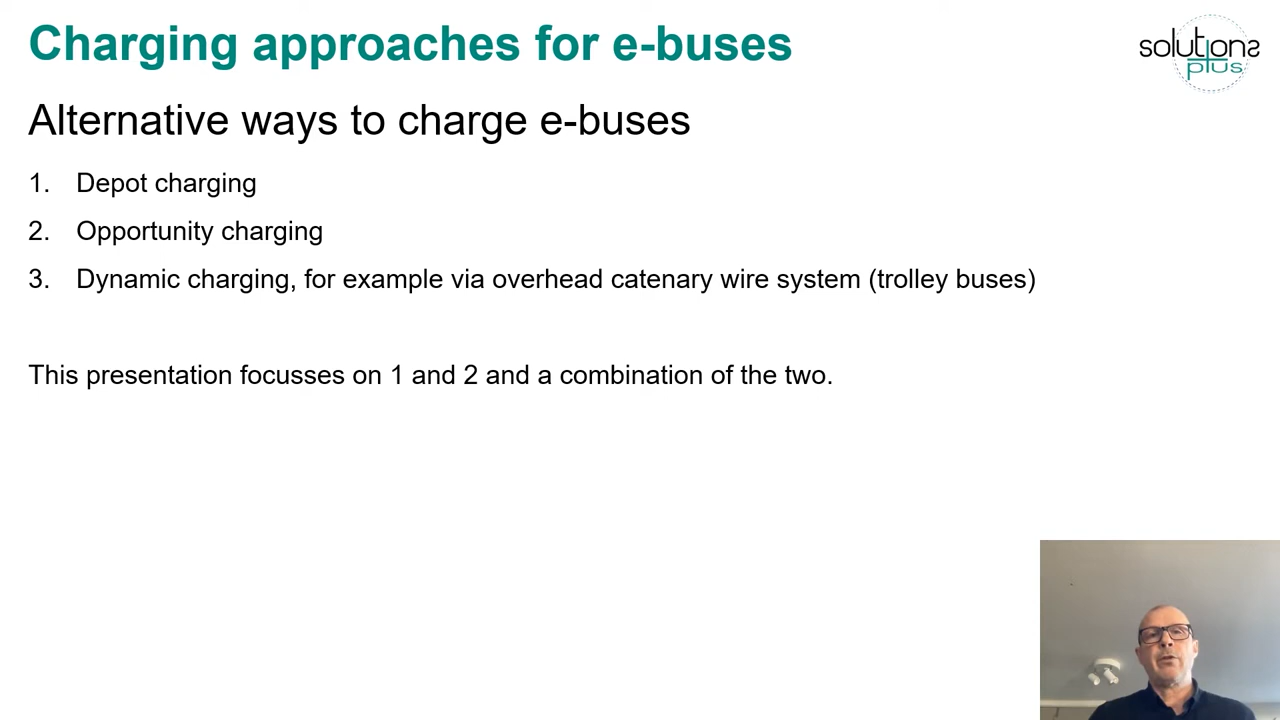 Charging approaches for e-buses
solutions
plus
Alternative ways to charge e-buses
1. Depot charging
2. Opportunity charging
3. Dynamic charging, for example via overhead catenary wire system (trolley buses)
This presentation focusses on 1 and 2 and a combination of the two.